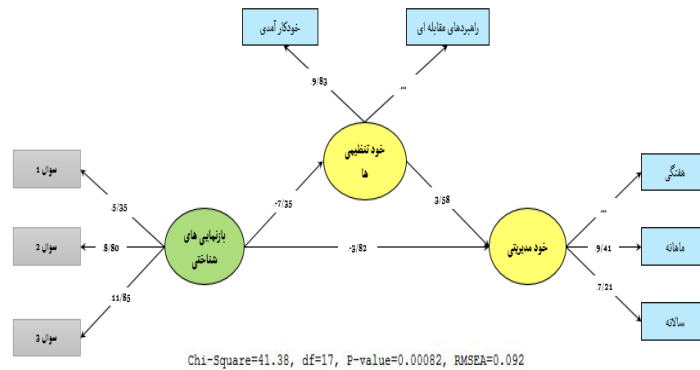 خودکار آمدی
راهبردهای مقابله ای
.9/83
...
خود تنظیمی
ها
سوال 1
هفتگی
.5/35
.-7/35
.3/58
...
سوال 2
.8/80
بازنمایی های
شناختی
.-3/82
خود مدیریتی
.9/41
ماهانه
.11/85
.7/21
سوال 3
سالانه
Chi-Square=41.38, df=17, P-value=0.00082, RMSEA=0.092